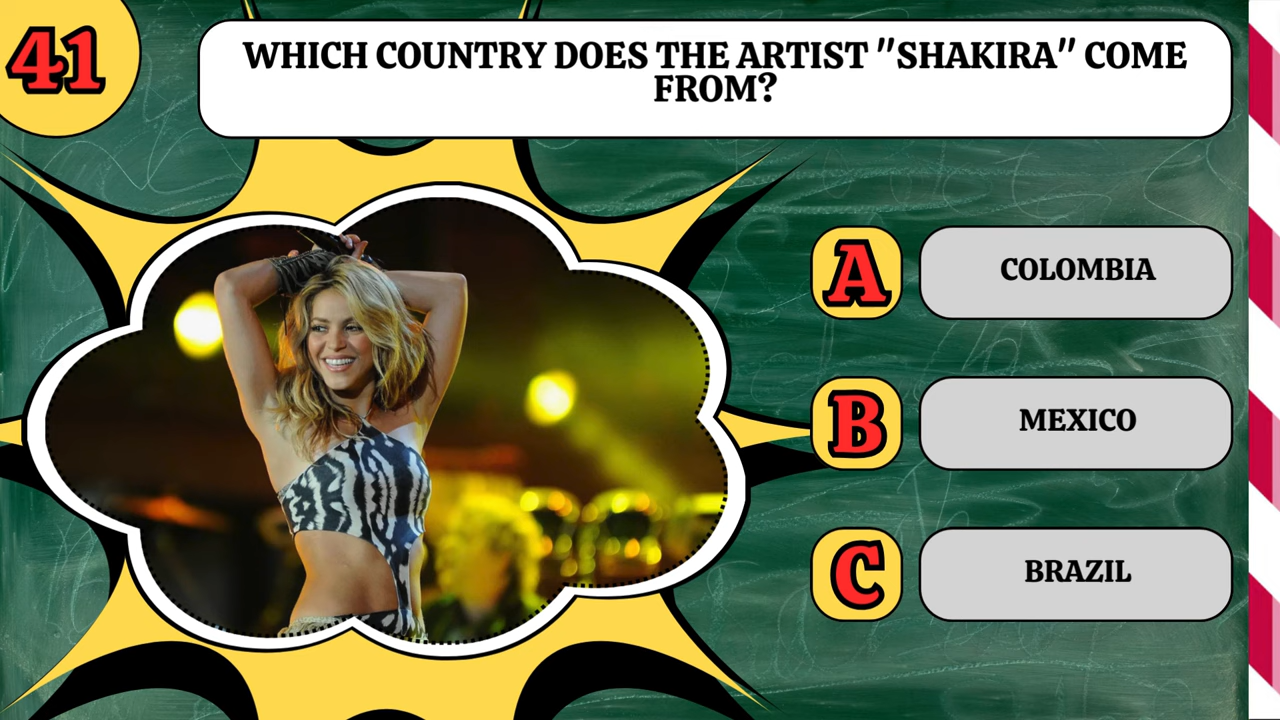 41
WHICH COUNTRY DOES THE ARTIST "SHAKIRA" COME
FROM?
A
COLOMBIA
B
MEXICO
C
BRAZIL